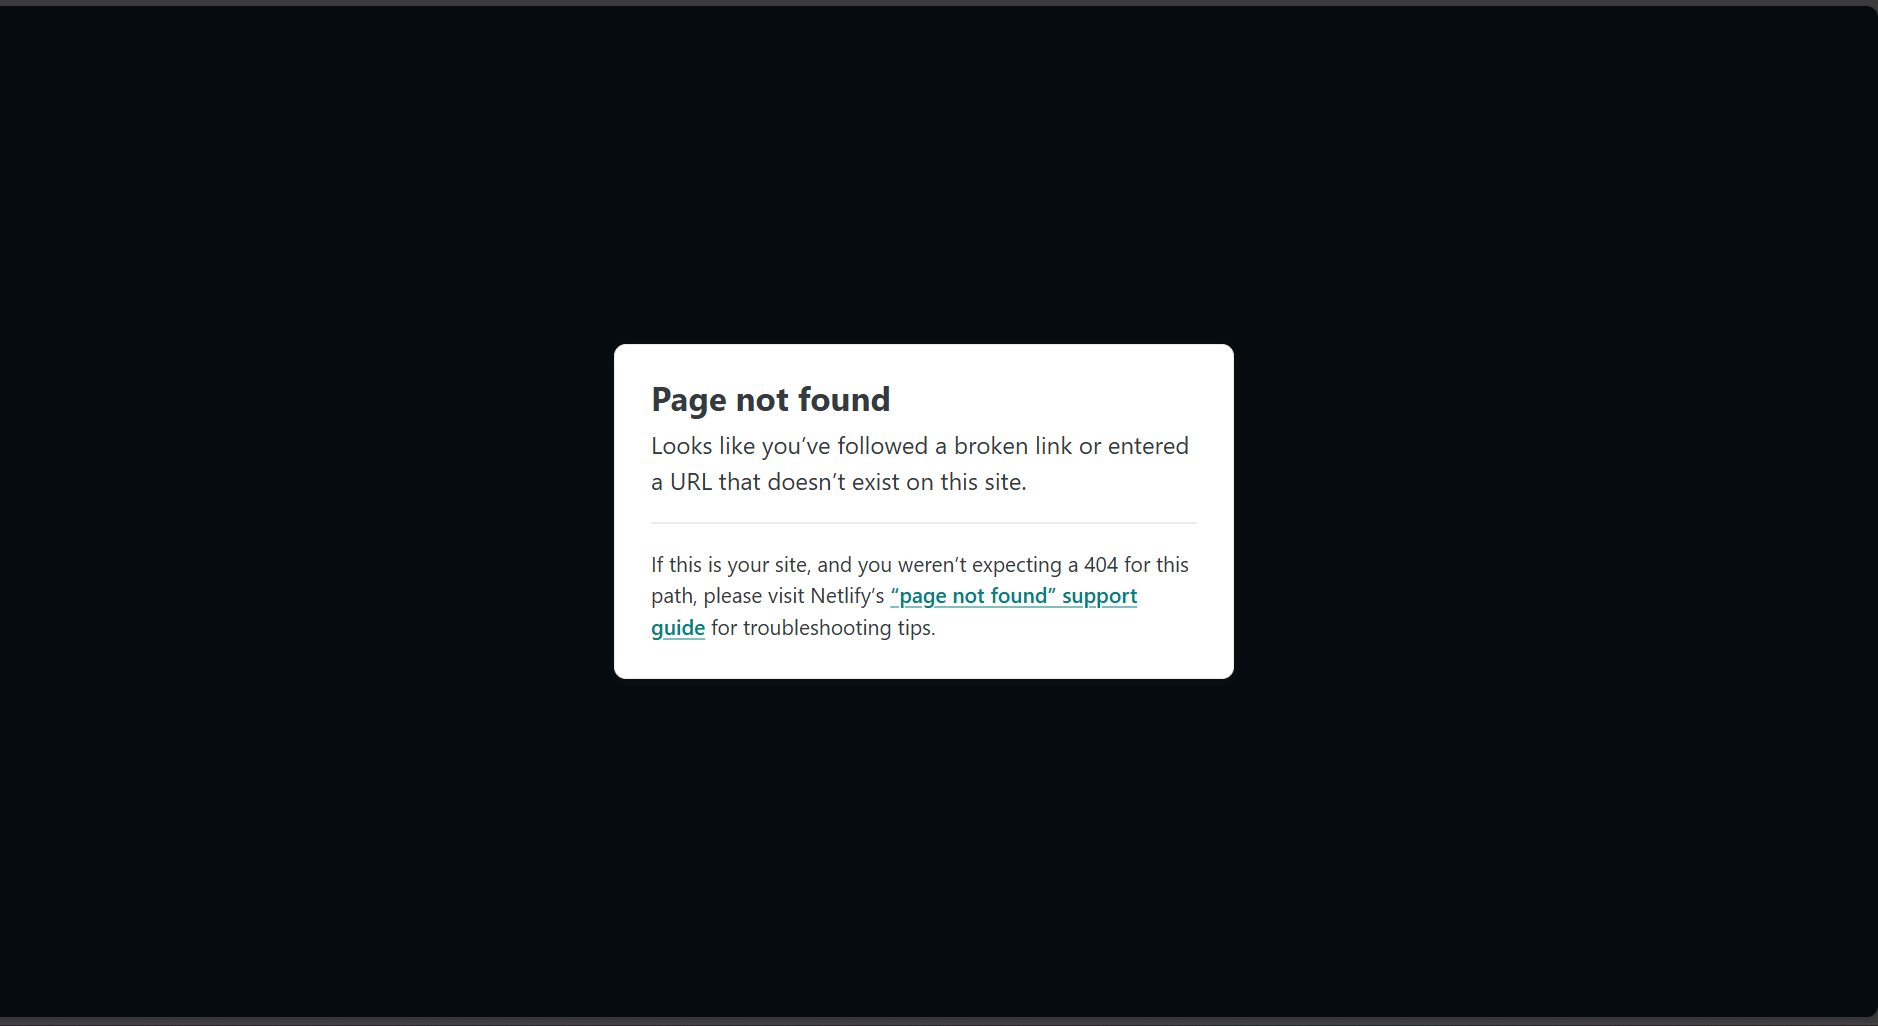 Page not found
Looks like you’ve followed a broken link or entered
a URL that doesn’t exist on this site.
If this is your site, and you weren’t expecting a 404 for this
path, please visit Netlify’s “page not found” support
guide for troubleshooting tips.